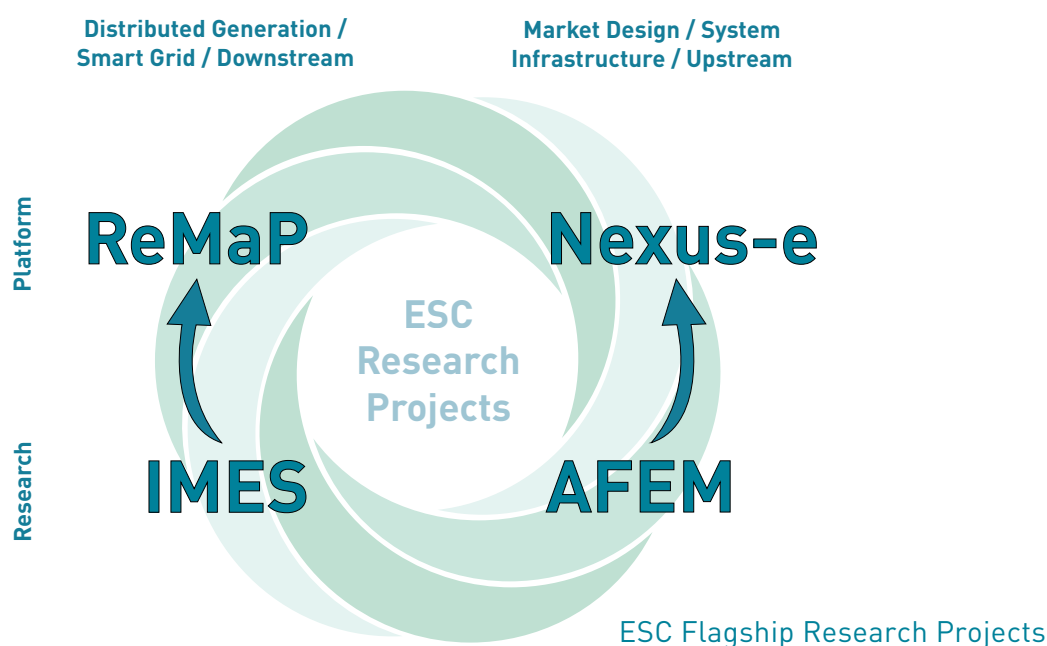 Distributed Generation /
Smart Grid / Downstream
Market Design / System
Infrastructure / Upstream
Platform
ReMaP
Nexus-e
ESC
Research
Projects
Research
IMES
AFEM
ESC Flagship Research Projects